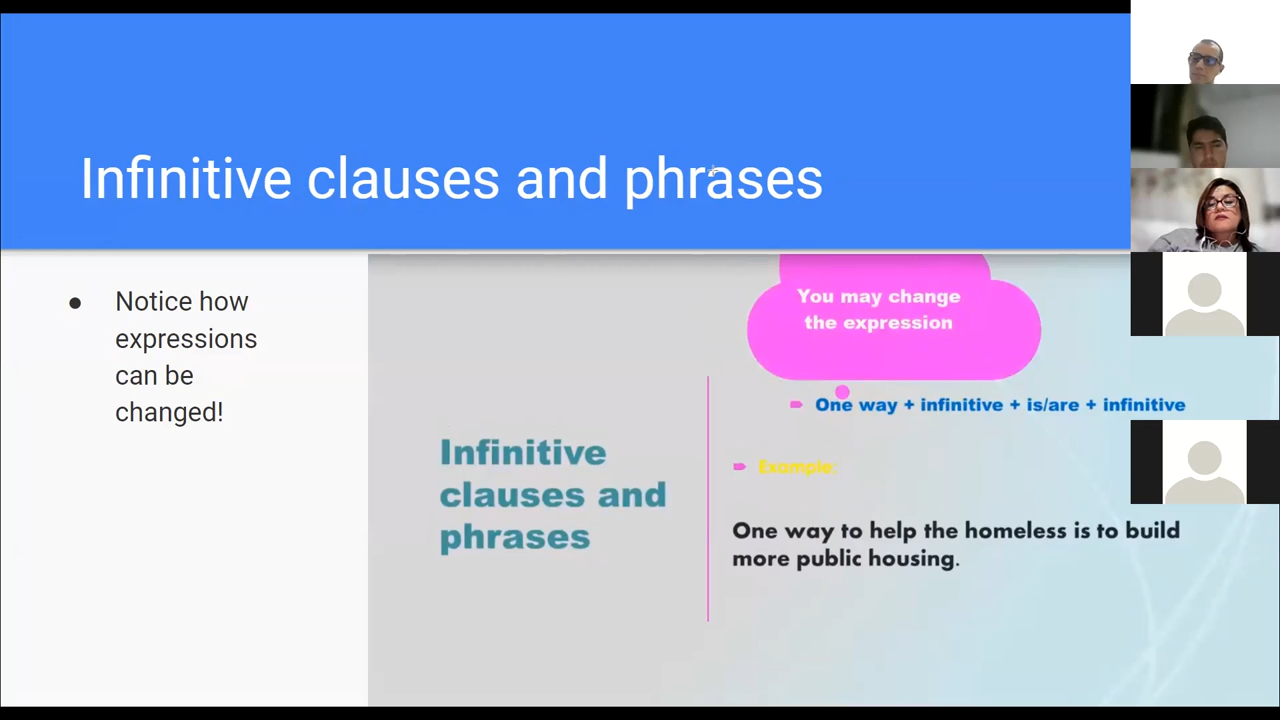 Infinitive clauses and phrases
● Notice how
expressions
can be
changed!
You may change
the expression
One way + infinitive + is/are + infinitive
Infinitive
clauses and
phrases
Example:
One way to help the homeless is to build
more public housing.